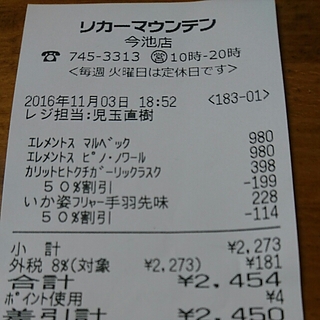 リカーマウンテン
今池店
☎ 745-3313 ㊺10時-20時
<毎週 火曜日は定休日です>
2016年11月03日 18:52 <183-01>
レジ担当:児玉直樹
エレメントス マルベック 980
エレメントス ピノ・ノワール 980
カリットヒトクチガーリックラスク 398
50%割引 -199
いか姿フリャー手羽先味 228
50%割引 -114
小 計 ¥2,273
外税 8%(対象 ¥2,273) ¥181
合計 ¥2,454
ポイント使用 ¥4
差引計 ¥2,450